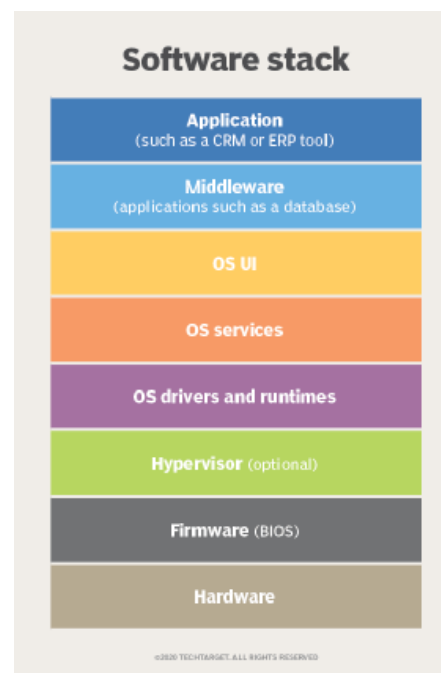 Software stack
Application
(such as a CRM or ERP tool)
Middleware
(applications such as a database)
OS UI
OS services
OS drivers and runtimes
Hypervisor (optional)
Firmware (BIOS)
Hardware
©2020 TECHTARGET. ALL RIGHTS RESERVED